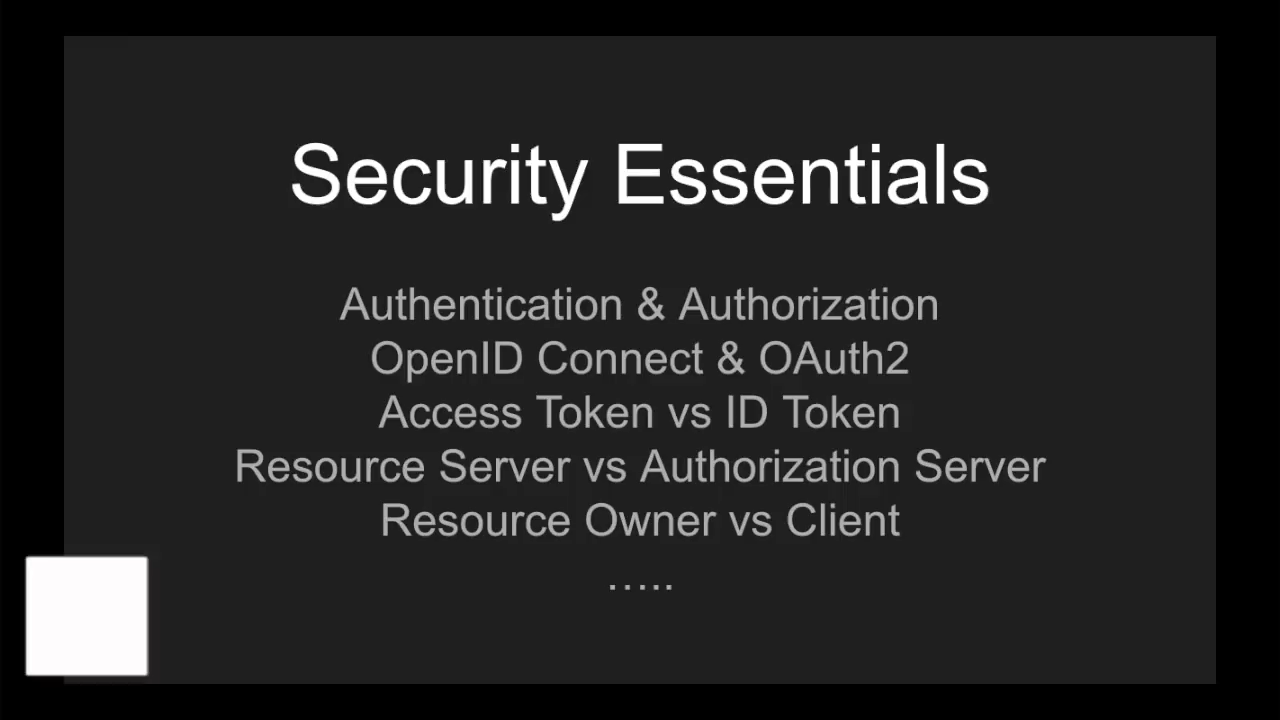 Security Essentials
Authentication & Authorization
OpenID Connect & OAuth2
Access Token vs ID Token
Resource Server vs Authorization Server
Resource Owner vs Client
.....